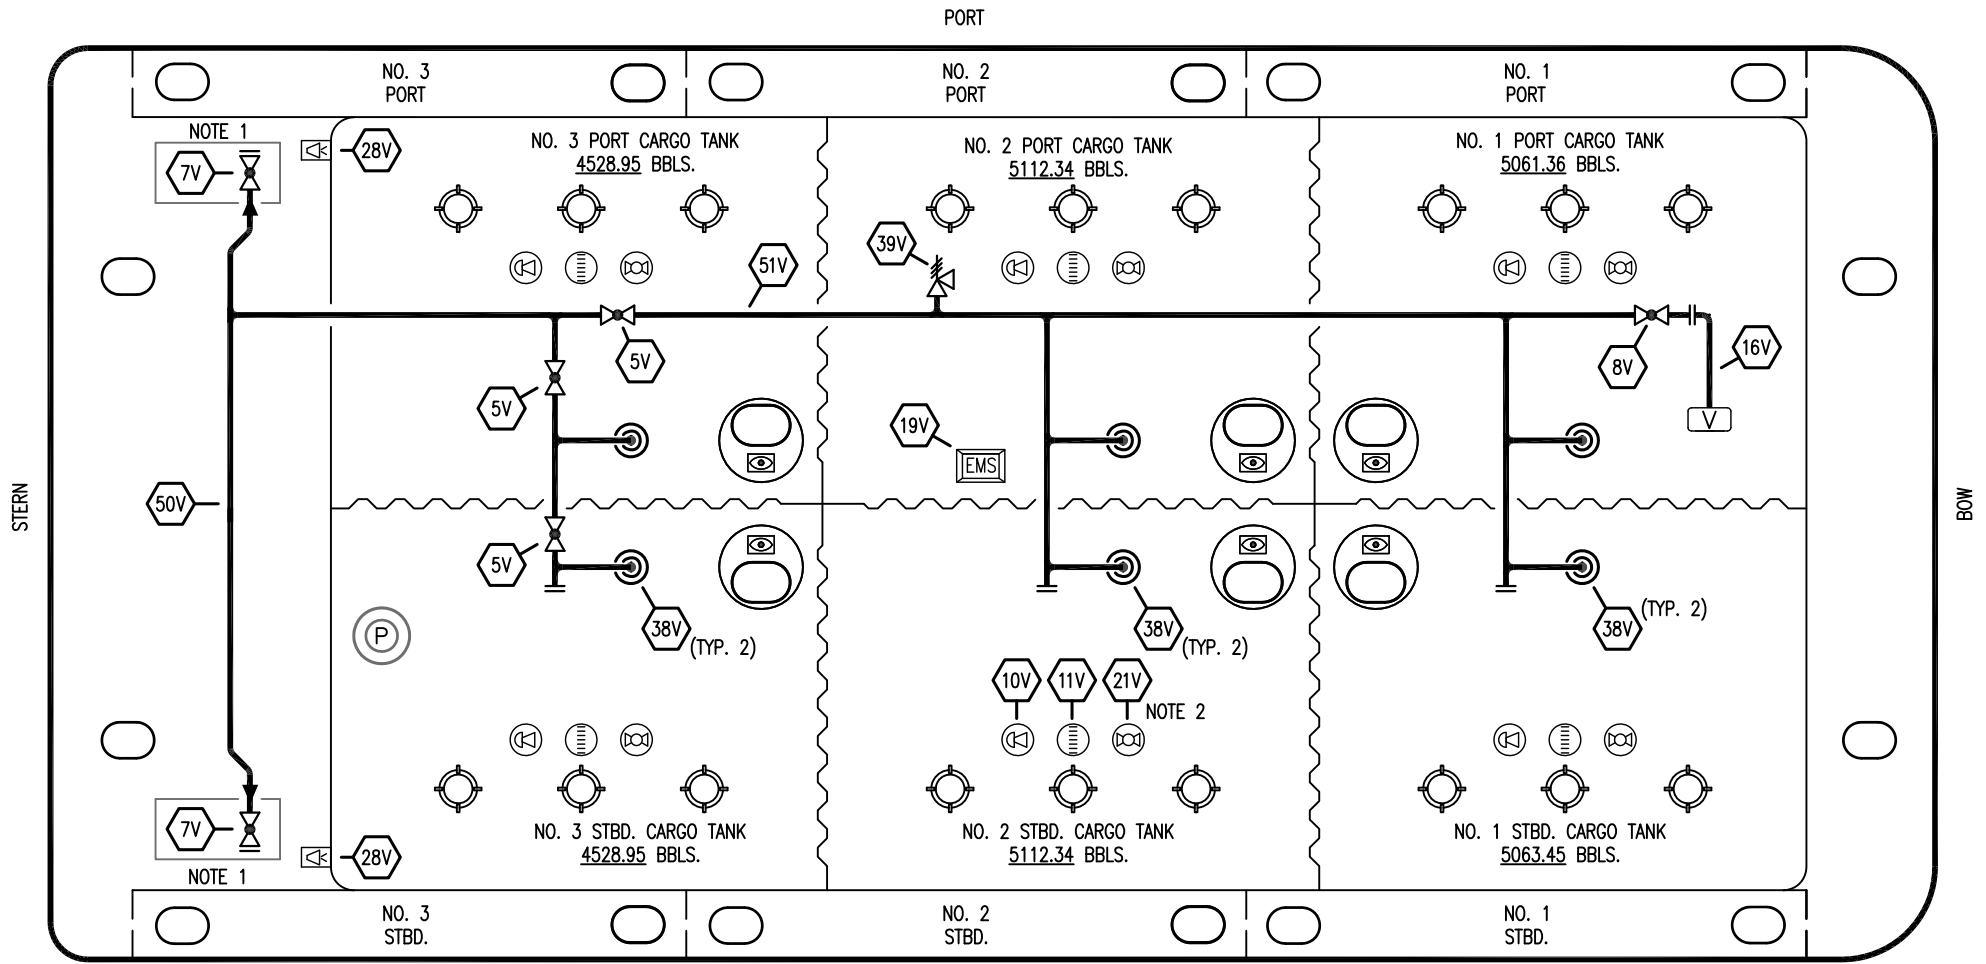 PORT
NO. 3
PORT
NO. 2
PORT
NO. 1
PORT
NOTE 1
7V
28V
NO. 3 PORT CARGO TANK
4528.95 BBLS.
NO. 2 PORT CARGO TANK
5112.34 BBLS.
NO. 1 PORT CARGO TANK
5061.36 BBLS.
51V
39V
5V
8V
16V
5V
19V
V
EMS
STERN
50V
BOW
5V
P
38V
(TYP. 2)
38V
(TYP. 2)
38V
(TYP. 2)
10V
11V
21V
NOTE 2
7V
28V
NO. 3 STBD. CARGO TANK
4528.95 BBLS.
NO. 2 STBD. CARGO TANK
5112.34 BBLS.
NO. 1 STBD. CARGO TANK
5063.45 BBLS.
NOTE 1
NO. 3
STBD.
NO. 2
STBD.
NO. 1
STBD.